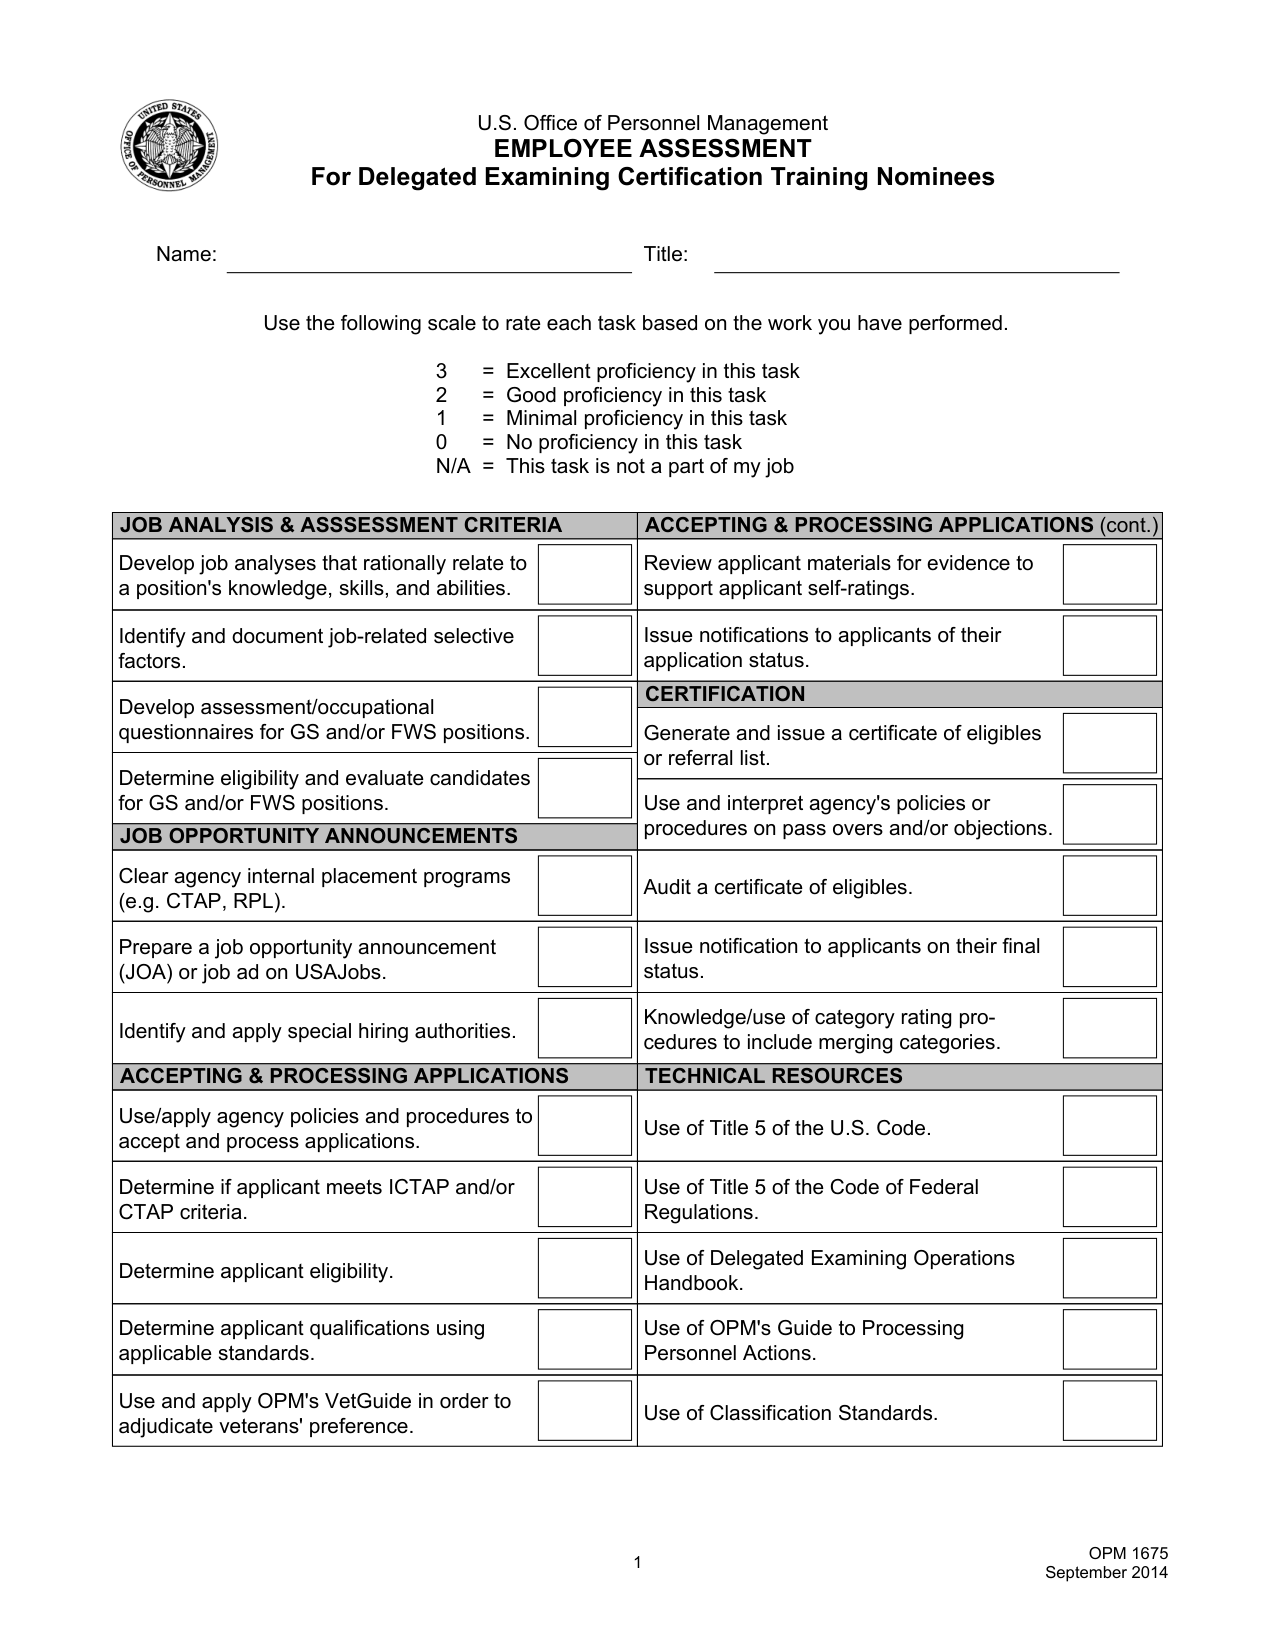 UNITED STATES
OFFICE OF PERSONNEL MANAGEMENT
U.S. Office of Personnel Management
EMPLOYEE ASSESSMENT
For Delegated Examining Certification Training Nominees
Name:
Title:
Use the following scale to rate each task based on the work you have performed.
3 = Excellent proficiency in this task
2 = Good proficiency in this task
1 = Minimal proficiency in this task
0 = No proficiency in this task
N/A = This task is not a part of my job
JOB ANALYSIS & ASSSESSMENT CRITERIA
Develop job analyses that rationally relate to
a position's knowledge, skills, and abilities.
Identify and document job-related selective
factors.
Develop assessment/occupational
questionnaires for GS and/or FWS positions.
Determine eligibility and evaluate candidates
for GS and/or FWS positions.
JOB OPPORTUNITY ANNOUNCEMENTS
Clear agency internal placement programs
(e.g. CTAP, RPL).
Prepare a job opportunity announcement
(JOA) or job ad on USAJobs.
Identify and apply special hiring authorities.
ACCEPTING & PROCESSING APPLICATIONS
Use/apply agency policies and procedures to
accept and process applications.
Determine if applicant meets ICTAP and/or
CTAP criteria.
Determine applicant eligibility.
Determine applicant qualifications using
applicable standards.
Use and apply OPM's VetGuide in order to
adjudicate veterans' preference.
ACCEPTING & PROCESSING APPLICATIONS (cont.)
Review applicant materials for evidence to
support applicant self-ratings.
Issue notifications to applicants of their
application status.
CERTIFICATION
Generate and issue a certificate of eligibles
or referral list.
Use and interpret agency's policies or
procedures on pass overs and/or objections.
Audit a certificate of eligibles.
Issue notification to applicants on their final
status.
Knowledge/use of category rating pro-
cedures to include merging categories.
TECHNICAL RESOURCES
Use of Title 5 of the U.S. Code.
Use of Title 5 of the Code of Federal
Regulations.
Use of Delegated Examining Operations
Handbook.
Use of OPM's Guide to Processing
Personnel Actions.
Use of Classification Standards.
1
OPM 1675
September 2014